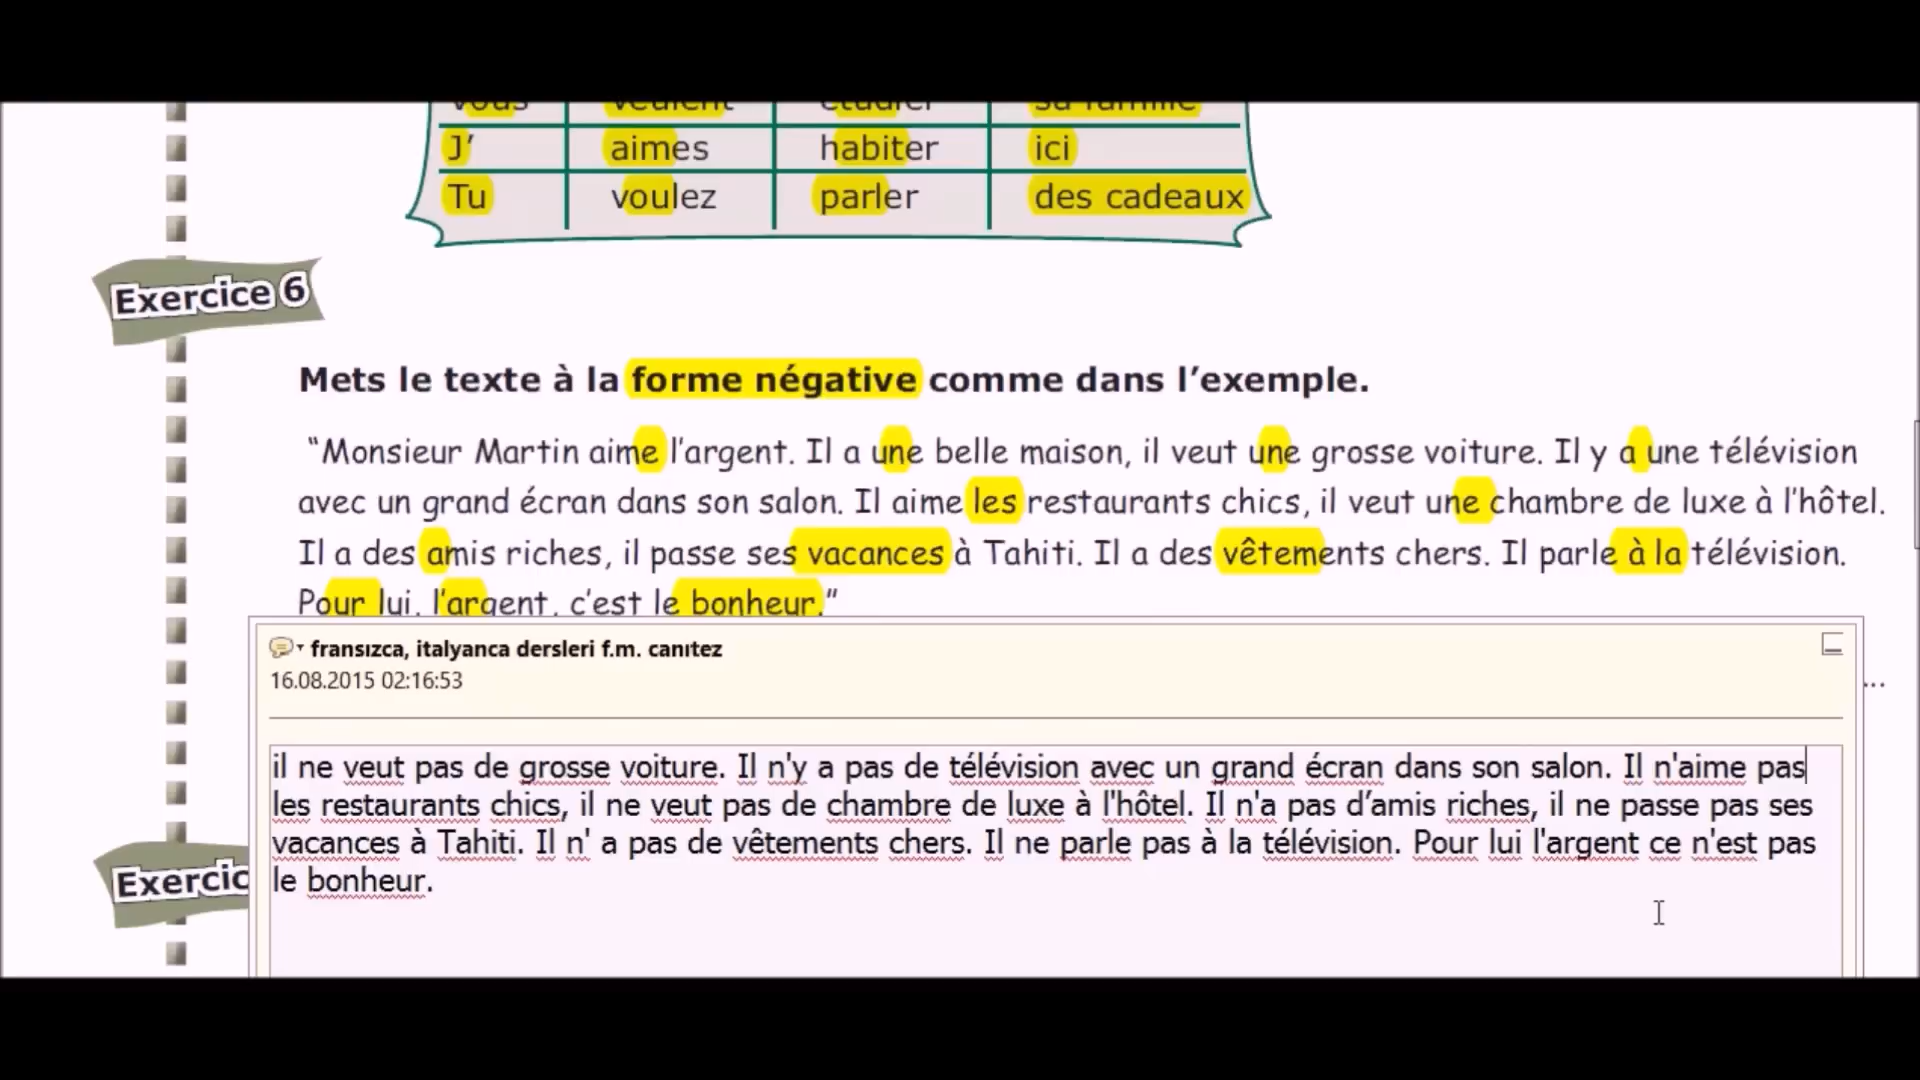 vous veulent étudier sa famille
J’ aimes habiter ici
Tu voulez parler des cadeaux
Exercice 6
Mets le texte à la forme négative comme dans l’exemple.
“Monsieur Martin aime l’argent. Il a une belle maison, il veut une grosse voiture. Il y a une télévision
avec un grand écran dans son salon. Il aime les restaurants chics, il veut une chambre de luxe à l’hôtel.
Il a des amis riches, il passe ses vacances à Tahiti. Il a des vêtements chers. Il parle à la télévision.
Pour lui, l’argent, c’est le bonheur.”
fransızca, italyanca dersleri f.m. canıtez
16.08.2015 02:16:53
...
il ne veut pas de grosse voiture. Il n'y a pas de télévision avec un grand écran dans son salon. Il n'aime pas
les restaurants chics, il ne veut pas de chambre de luxe à l'hôtel. Il n'a pas d’amis riches, il ne passe pas ses
vacances à Tahiti. Il n' a pas de vêtements chers. Il ne parle pas à la télévision. Pour lui l'argent ce n'est pas
le bonheur.
Exercic